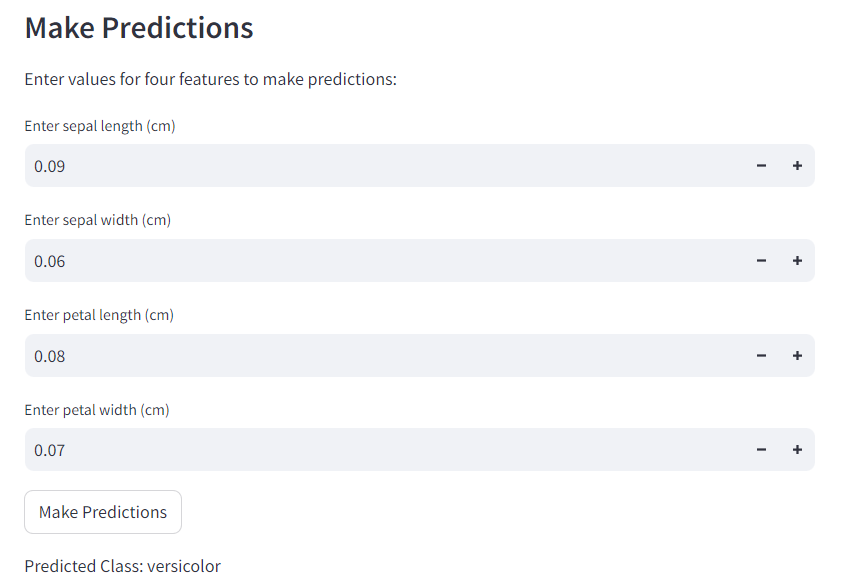 Make Predictions
Enter values for four features to make predictions:
Enter sepal length (cm)
0.09
Enter sepal width (cm)
0.06
Enter petal length (cm)
0.08
Enter petal width (cm)
0.07
Make Predictions
Predicted Class: versicolor